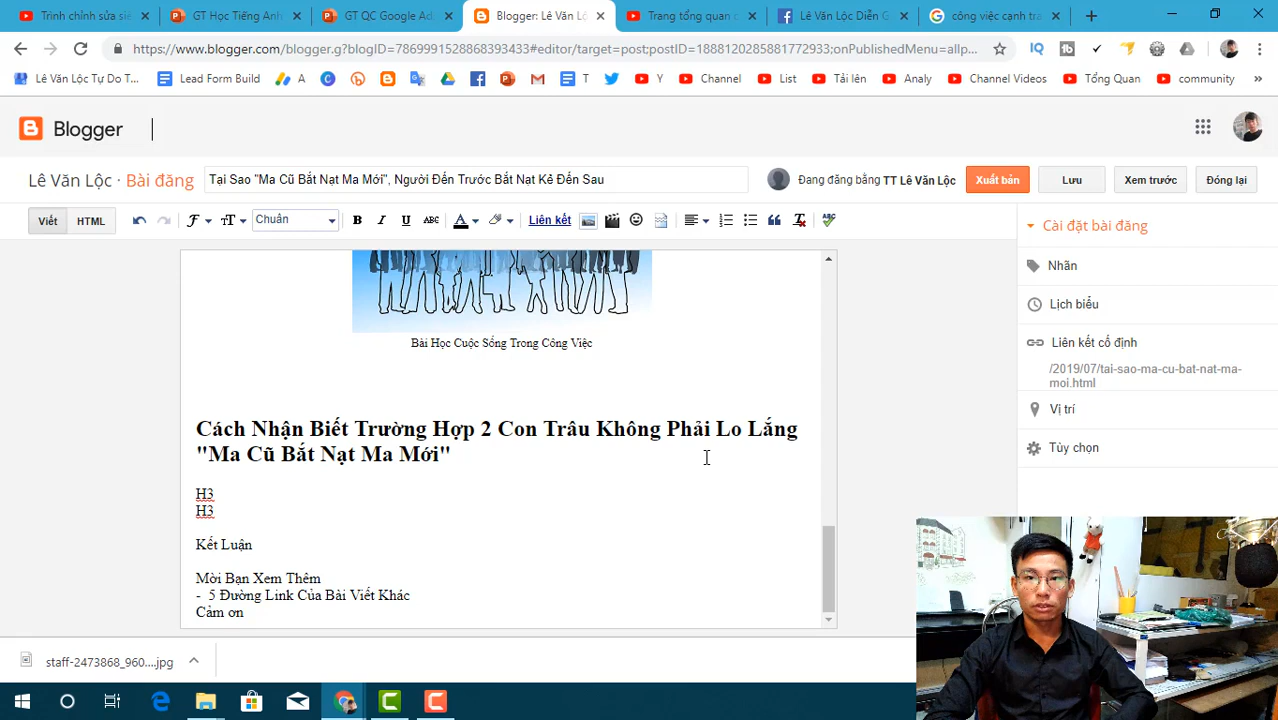 Trình chỉnh sửa siê
GT Học Tiếng Anh
GT QC Google Ad
Blogger: Lê Văn Lộ
Trang tổng quan c
Lê Văn Lộc Diễn G
công việc cạnh tra
https://www.blogger.com/blogger.g?blogID=7869991528868393433#editor/target=post;postID=1888120285881772933;onPublishedMenu=allp...
Lê Văn Lộc Tự Do T...
Lead Form Build
A
T
Y
Channel
List
Tải lên
Analy
Channel Videos
Tổng Quan
community
Blogger
Lê Văn Lộc · Bài đăng
Tại Sao "Ma Cũ Bắt Nạt Ma Mới", Người Đến Trước Bắt Nạt Kẻ Đến Sau
Đang đăng bằng TT Lê Văn Lộc
Xuất bản
Lưu
Xem trước
Đóng lại
Viết
HTML
Chuẩn
B
I
U
ABC
A
Liên kết
Cài đặt bài đăng
Nhãn
Lịch biểu
Liên kết cố định
/2019/07/tai-sao-ma-cu-bat-nat-ma-
moi.html
Vị trí
Tùy chọn
Bài Học Cuộc Sống Trong Công Việc
Cách Nhận Biết Trường Hợp 2 Con Trâu Không Phải Lo Lắng
"Ma Cũ Bắt Nạt Ma Mới"
H3
H3
Kết Luận
Mời Bạn Xem Thêm
- 5 Đường Link Của Bài Viết Khác
Cảm ơn
staff-2473868_960....jpg